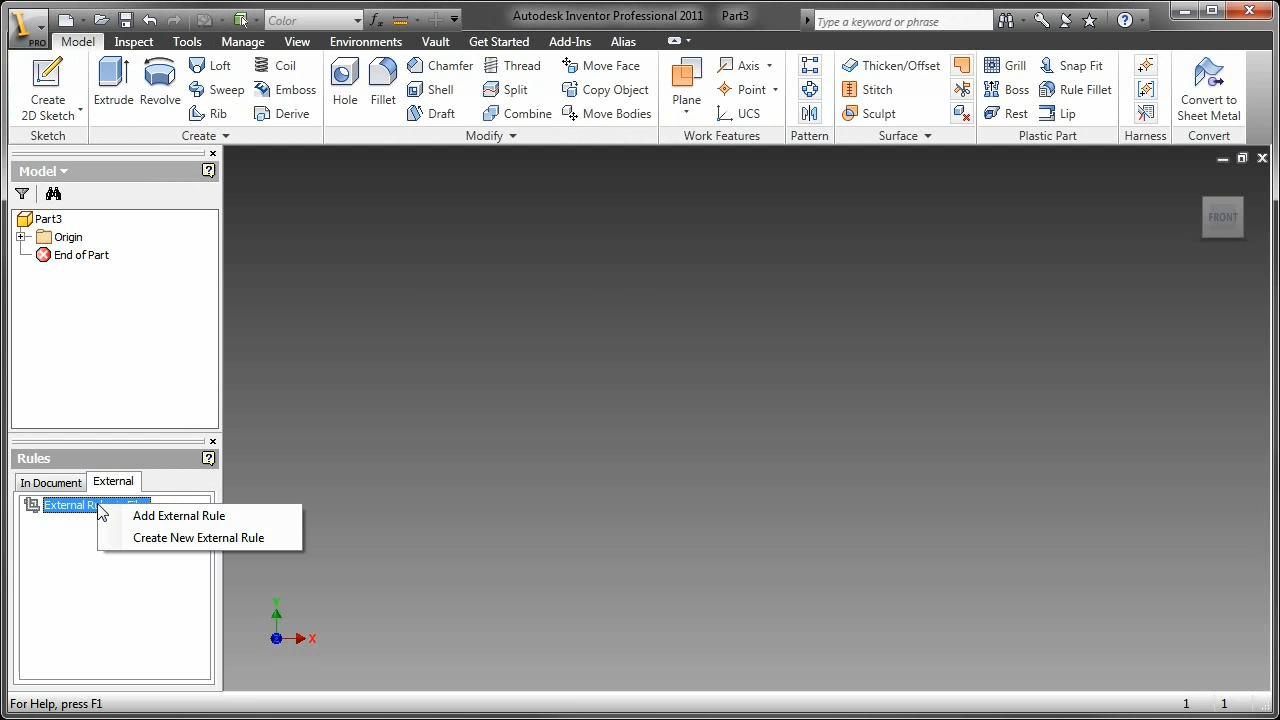 Color
Autodesk Inventor Professional 2011 Part3
Type a keyword or phrase
PRO
Model Inspect Tools Manage View Environments Vault Get Started Add-Ins Alias
Create
2D Sketch
Extrude
Revolve
Loft
Sweep
Rib
Coil
Emboss
Derive
Hole
Fillet
Chamfer
Shell
Draft
Thread
Split
Combine
Move Face
Copy Object
Move Bodies
Plane
Axis
Point
UCS
Thicken/Offset
Stitch
Sculpt
Grill
Boss
Rest
Snap Fit
Rule Fillet
Lip
Convert to
Sheet Metal
Sketch Create Modify Work Features Pattern Surface Plastic Part Harness Convert
Model
Part3
Origin
End of Part
FRONT
Rules
In Document External
External
Add External Rule
Create New External Rule
Y
X
For Help, press F1
1 1